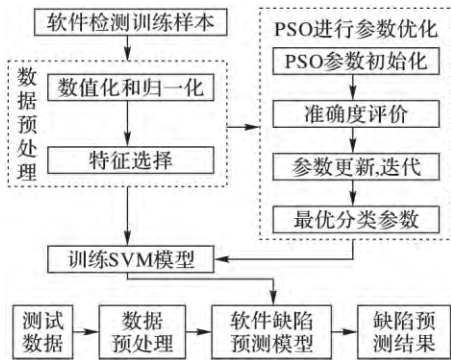 软件检测训练样本
数据预处理
数值化和归一化
特征选择
PSO进行参数优化
PSO参数初始化
准确度评价
参数更新,迭代
最优分类参数
训练SVM模型
测试
数据
数据
预处理
软件缺陷
预测模型
缺陷预
测结果